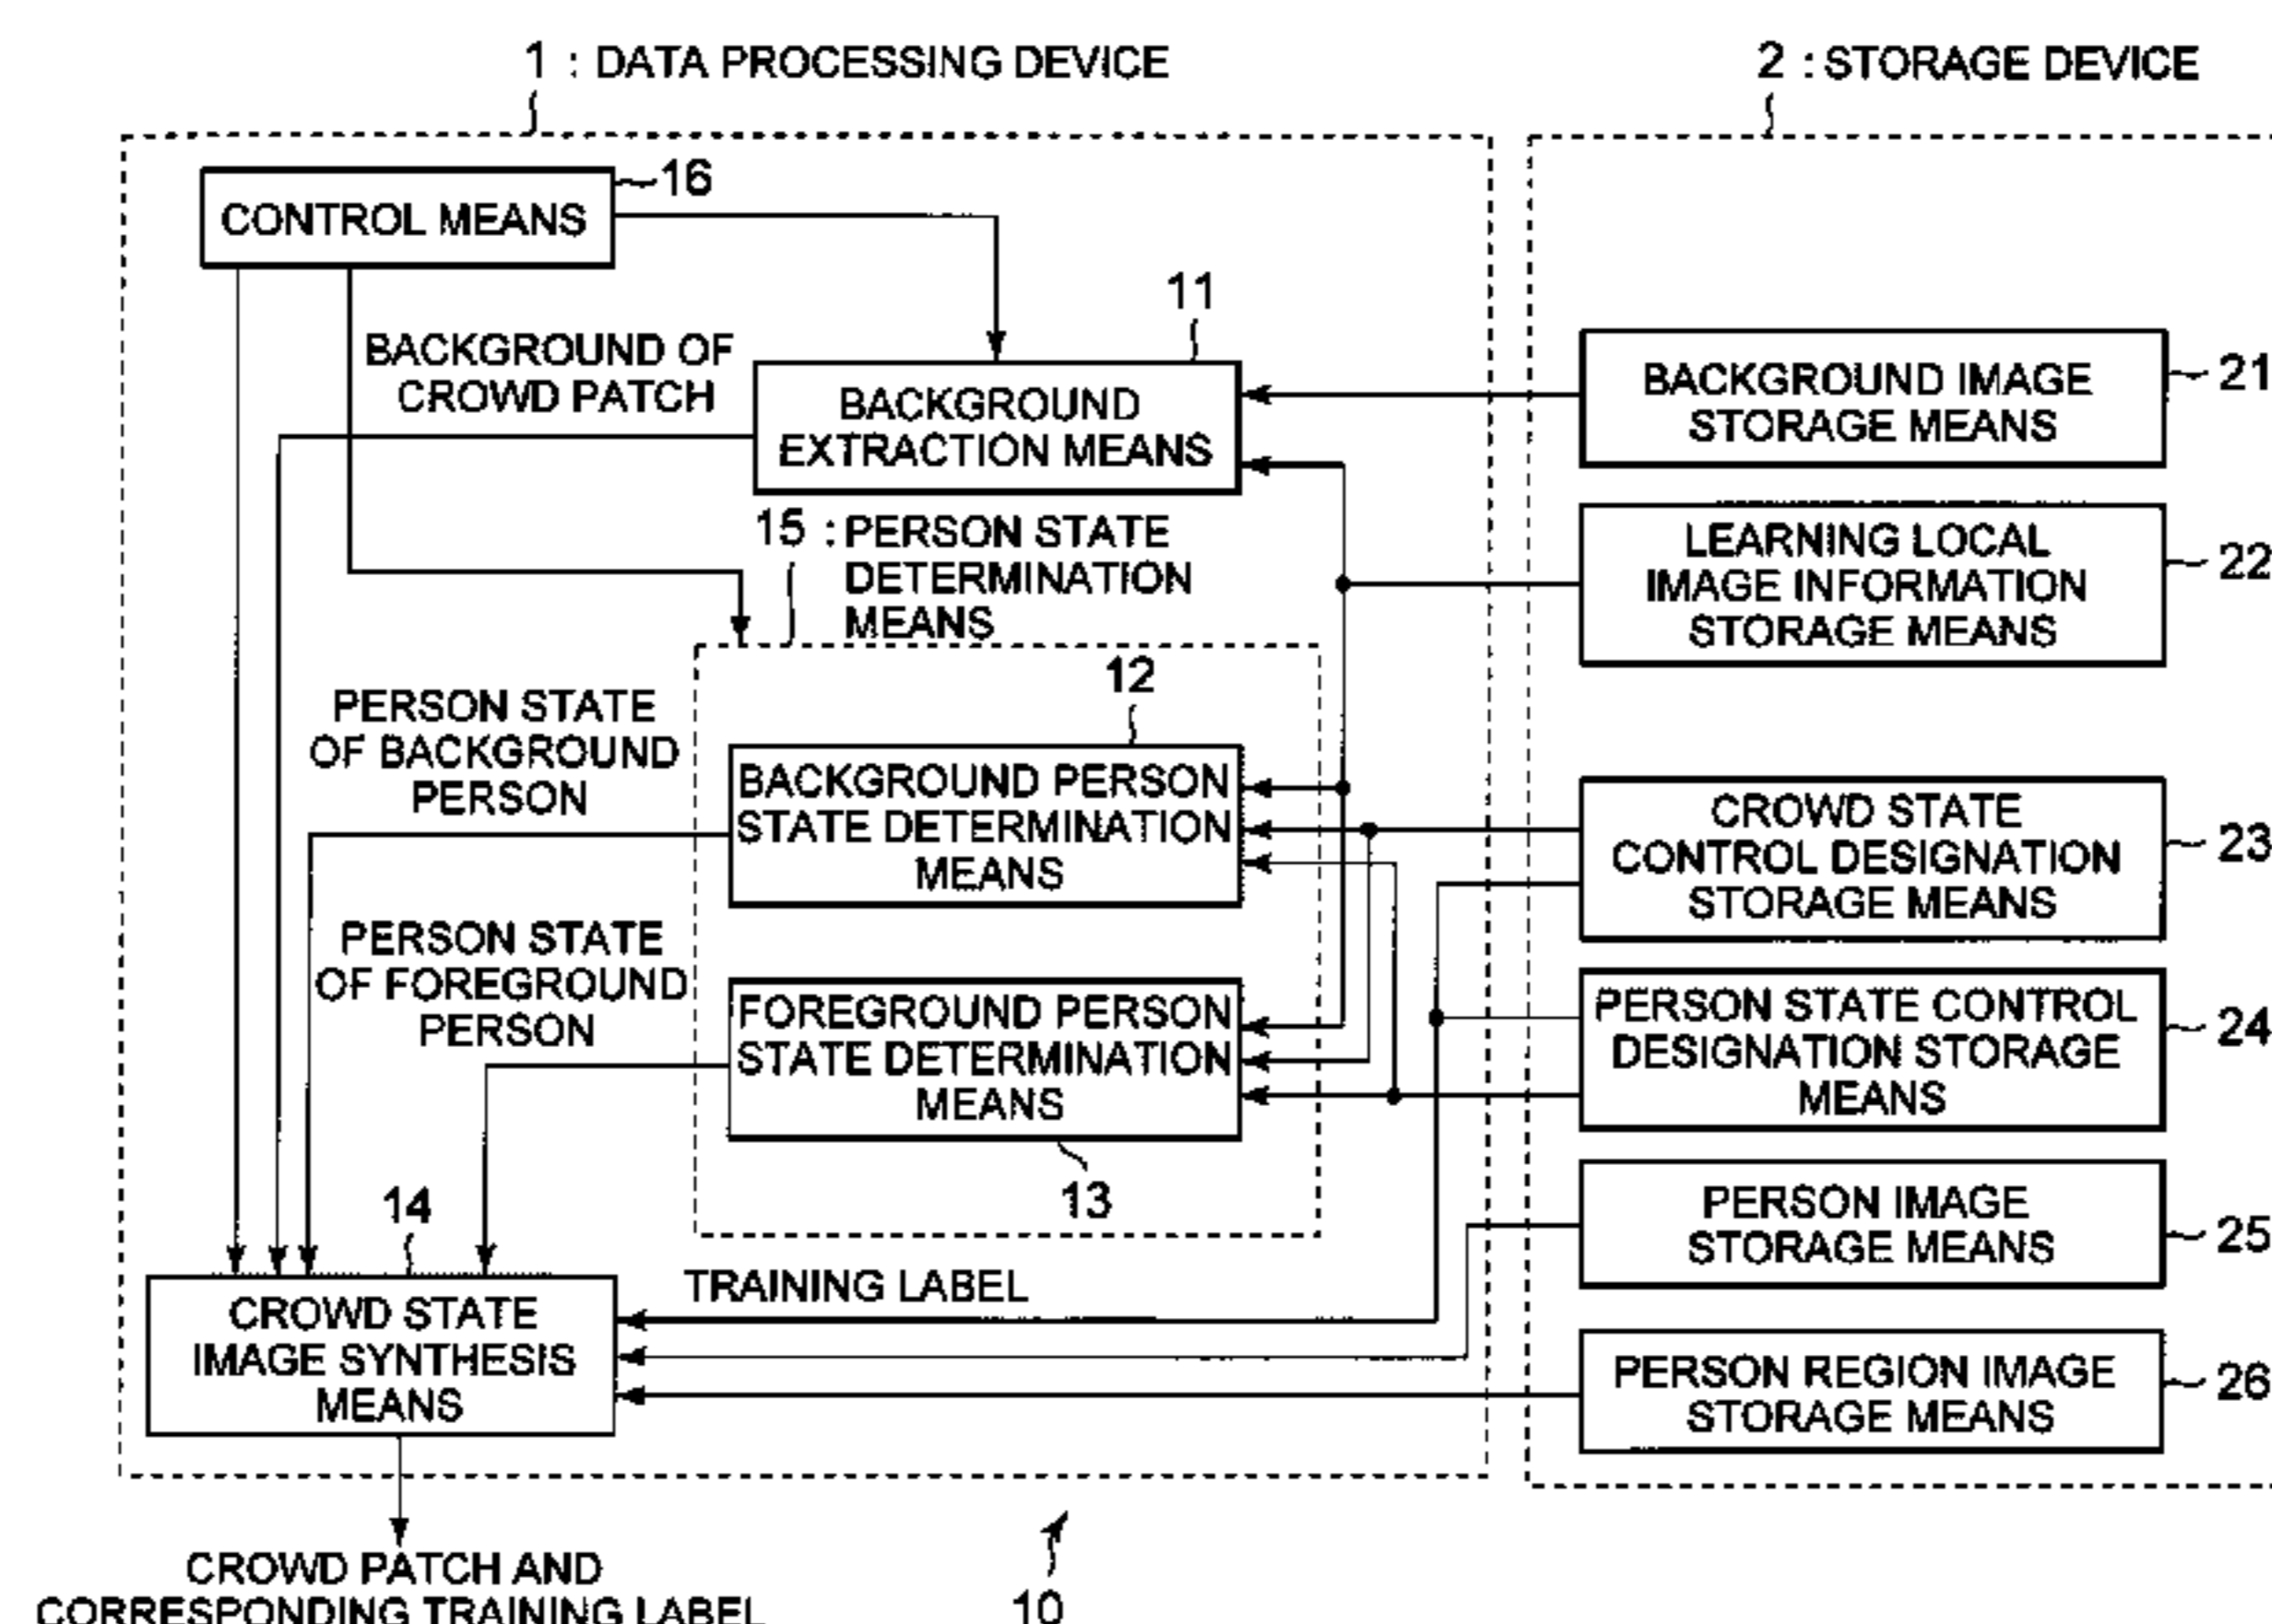 1 : DATA PROCESSING DEVICE
2 : STORAGE DEVICE
16
CONTROL MEANS
11
BACKGROUND OF
CROWD PATCH
BACKGROUND
EXTRACTION MEANS
BACKGROUND IMAGE
STORAGE MEANS
21
15 : PERSON STATE
DETERMINATION
MEANS
LEARNING LOCAL
IMAGE INFORMATION
STORAGE MEANS
22
12
PERSON STATE
OF BACKGROUND
PERSON
BACKGROUND PERSON
STATE DETERMINATION
MEANS
CROWD STATE
CONTROL DESIGNATION
STORAGE MEANS
23
PERSON STATE
OF FOREGROUND
PERSON
FOREGROUND PERSON
STATE DETERMINATION
MEANS
13
PERSON STATE CONTROL
DESIGNATION STORAGE
MEANS
24
PERSON IMAGE
STORAGE MEANS
25
14
TRAINING LABEL
CROWD STATE
IMAGE SYNTHESIS
MEANS
PERSON REGION IMAGE
STORAGE MEANS
26
CROWD PATCH AND
CORRESPONDING TRAINING LABEL
10